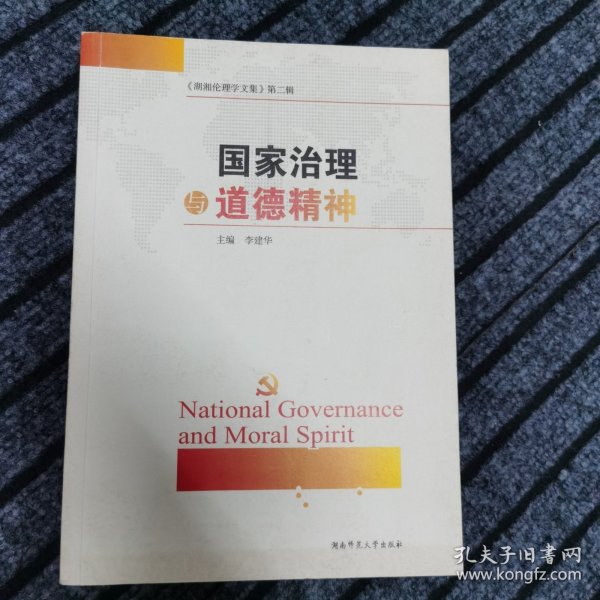 《湖湘伦理学文集》第二辑
国家治理
与道德精神
主编 李建华
National Governance
and Moral Spirit
湖南师范大学出版社
孔夫子旧书网
www.kongfz.com